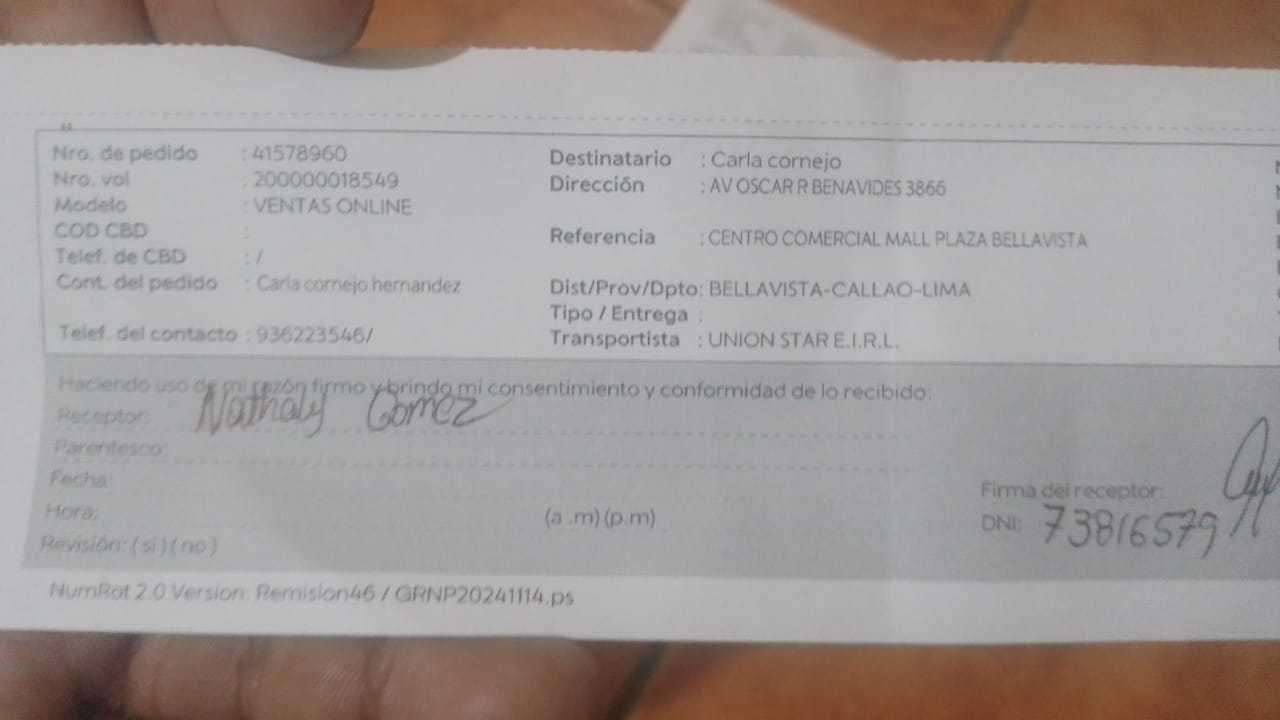 Nro. de pedido : 41578960
Nro. vol : 200000018549
Modelo : VENTAS ONLINE
COD CBD :
Telef. de CBD : /
Cont. del pedido : Carla cornejo hernandez
Telef. del contacto : 936223546/
Destinatario : Carla cornejo
Dirección : AV OSCAR R BENAVIDES 3866
Referencia : CENTRO COMERCIAL MALL PLAZA BELLAVISTA
Dist/Prov/Dpto: BELLAVISTA-CALLAO-LIMA
Tipo / Entrega :
Transportista : UNION STAR E.I.R.L.
Haciendo uso de mi razón firmo y brindo mi consentimiento y conformidad de lo recibido:
Receptor: Nathaly Gomez
Parentesco:
Fecha:
Hora: (a .m) (p.m)
Revisión: ( si ) ( no )
Firma del receptor:
DNI: 73816579
NumRot 2.0 Version: Remision46 / GRNP20241114.ps